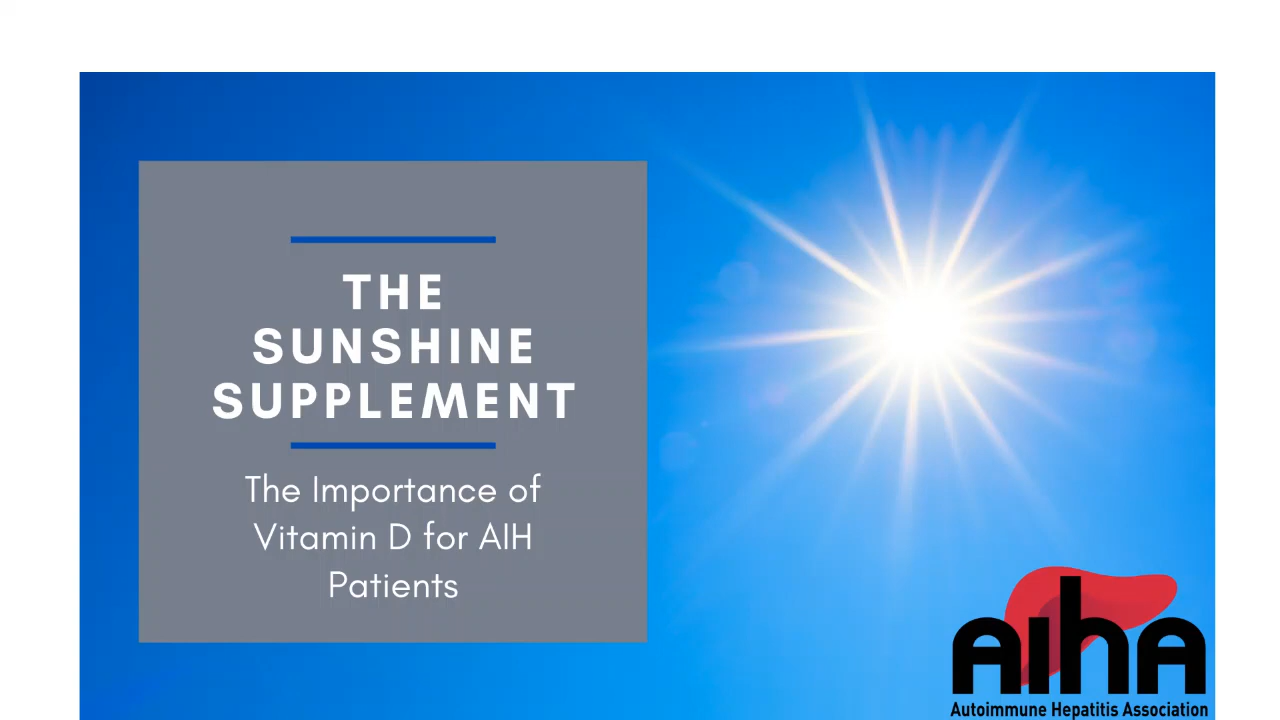 THE
SUNSHINE
SUPPLEMENT
The Importance of
Vitamin D for AIH
Patients
aihA
Autoimmune Hepatitis Association